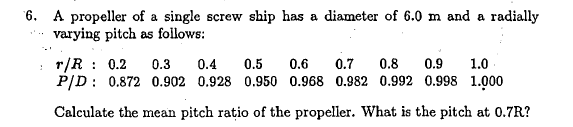 6. A propeller of a single screw ship has a diameter of 6.0 m and a radially
varying pitch as follows:
r/R : 0.2 0.3 0.4 0.5 0.6 0.7 0.8 0.9 1.0
P/D : 0.872 0.902 0.928 0.950 0.968 0.982 0.992 0.998 1.000
Calculate the mean pitch ratio of the propeller. What is the pitch at 0.7R?